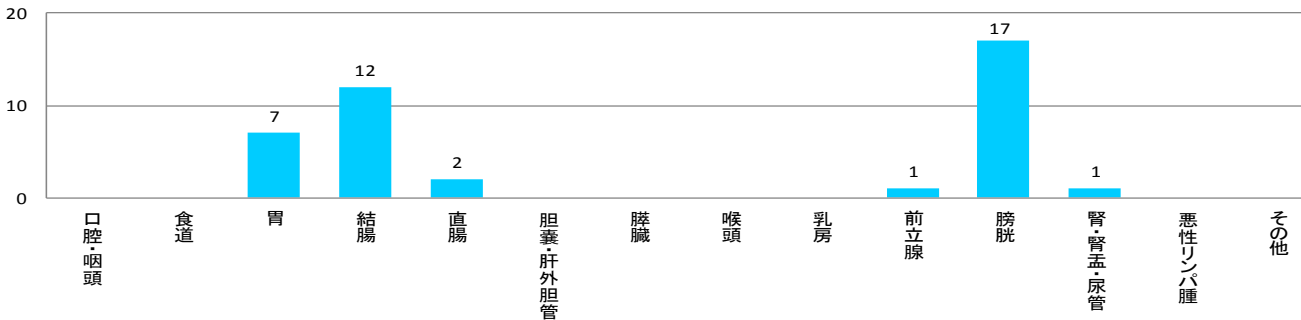 20
10
0
7
12
2
1
17
1
口腔・咽頭
食道
胃
結腸
直腸
胆嚢・肝外胆管
膵臓
喉頭
乳房
前立腺
膀胱
腎・腎盂・尿管
悪性リンパ腫
その他